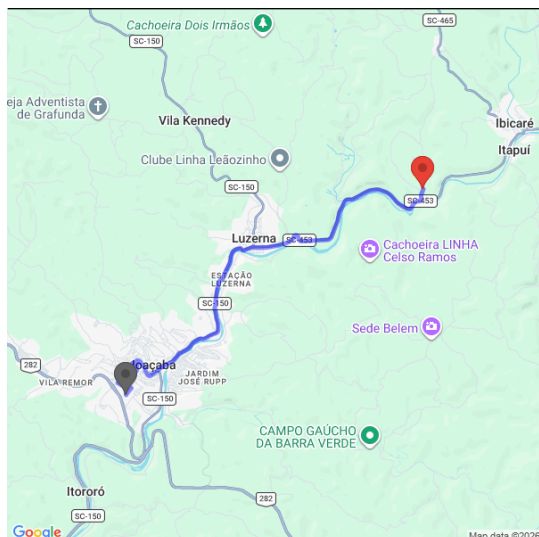 Cachoeira Dois Irmãos
SC-465
SC-150
eja Adventista
de Grafunda
Vila Kennedy
Ibicaré
Itapuí
Clube Linha Leãozinho
SC-150
SC-453
Luzerna
SC-453
Cachoeira LINHA
Celso Ramos
ESTAÇÃO
LUZERNA
SC-150
Sede Belem
282
oaçaba
VILA REMOR
JARDIM
JOSÉ RUPP
SC-150
CAMPO GAÚCHO
DA BARRA VERDE
Itororó
282
SC-150
Google
Map data ©2026